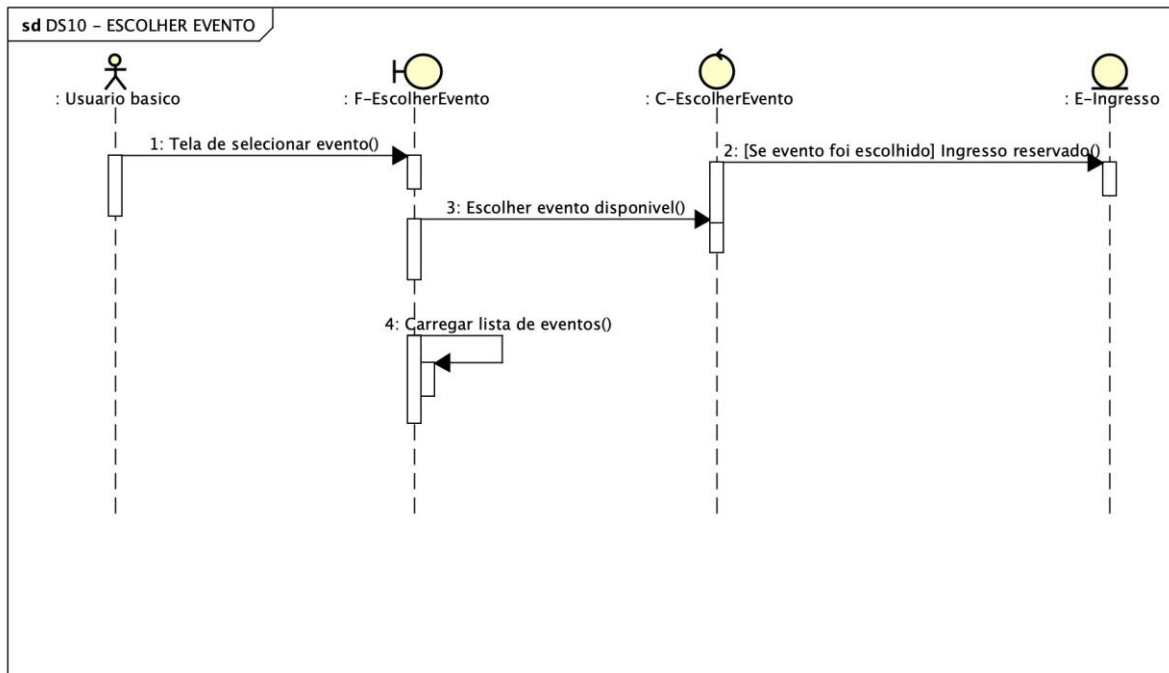 sd DS10 – ESCOLHER EVENTO
: Usuario basico
: F-EscolherEvento
: C-EscolherEvento
: E-Ingresso
1: Tela de selecionar evento()
2: [Se evento foi escolhido] Ingresso reservado()
3: Escolher evento disponivel()
4: Carregar lista de eventos()